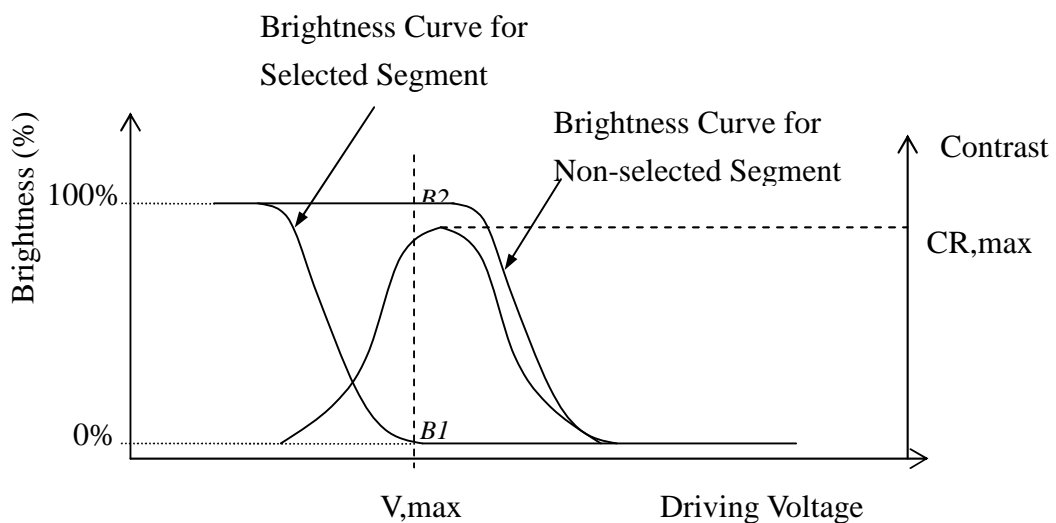 Brightness Curve for
Selected Segment
Brightness Curve for
Non-selected Segment
Contrast
Brightness (%)
100%
B2
CR,max
0%
B1
V,max
Driving Voltage